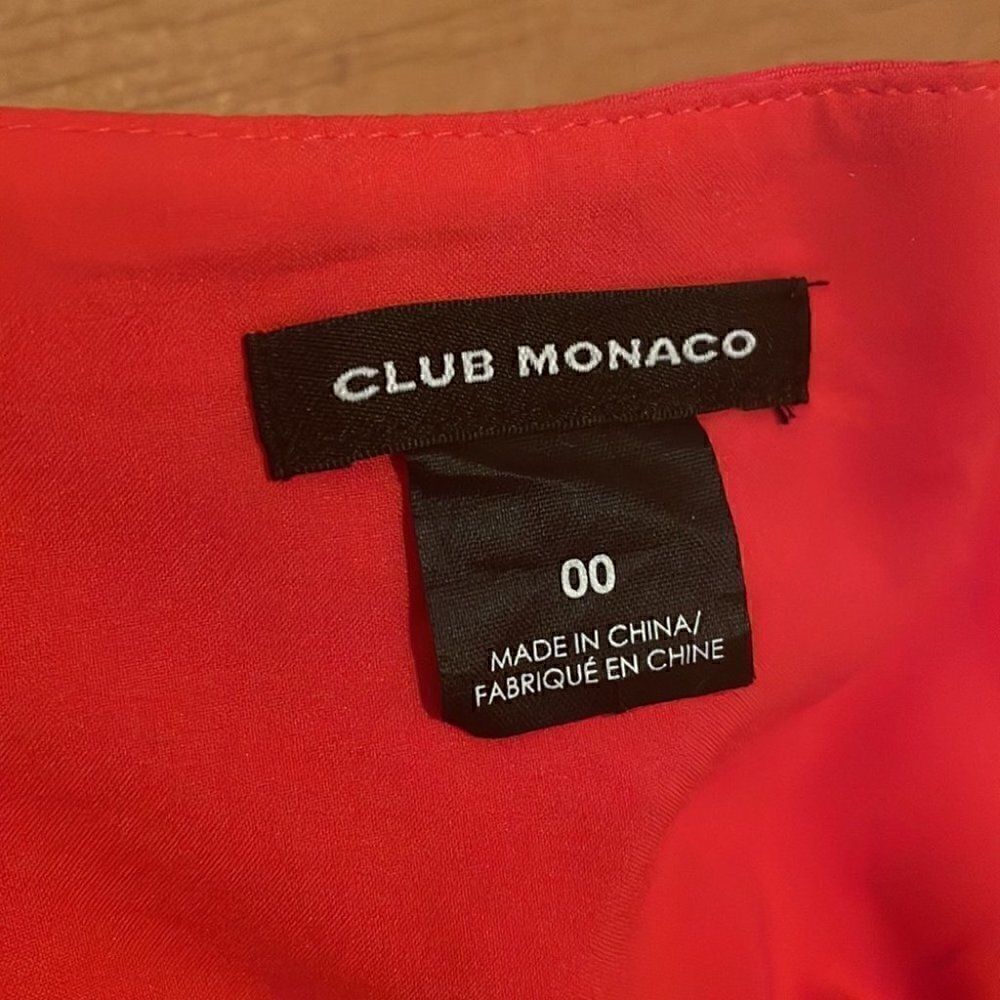 CLUB MONACO
00
MADE IN CHINA/
FABRIQUÉ EN CHINE